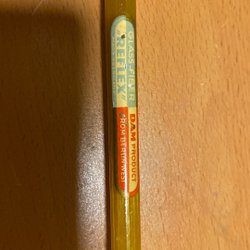 GLASS-FIBER
"REFLEX"
DAM PRODUCT
FROM BERLIN-WEST